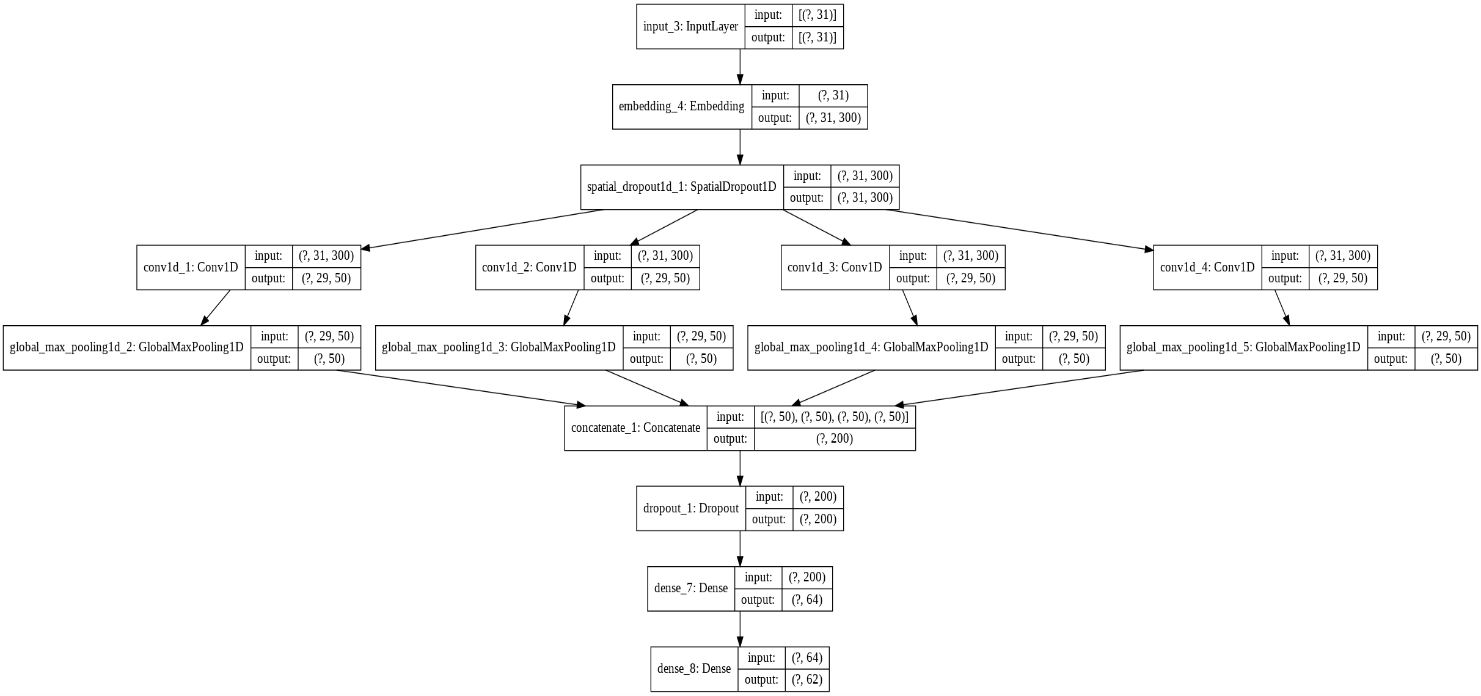 input_3: InputLayer
input: [(?, 31)]
output: [(?, 31)]
embedding_4: Embedding
input: (?, 31)
output: (?, 31, 300)
spatial_dropout1d_1: SpatialDropout1D
input: (?, 31, 300)
output: (?, 31, 300)
conv1d_1: Conv1D
input: (?, 31, 300)
output: (?, 29, 50)
conv1d_2: Conv1D
input: (?, 31, 300)
output: (?, 29, 50)
conv1d_3: Conv1D
input: (?, 31, 300)
output: (?, 29, 50)
conv1d_4: Conv1D
input: (?, 31, 300)
output: (?, 29, 50)
global_max_pooling1d_2: GlobalMaxPooling1D
input: (?, 29, 50)
output: (?, 50)
global_max_pooling1d_3: GlobalMaxPooling1D
input: (?, 29, 50)
output: (?, 50)
global_max_pooling1d_4: GlobalMaxPooling1D
input: (?, 29, 50)
output: (?, 50)
global_max_pooling1d_5: GlobalMaxPooling1D
input: (?, 29, 50)
output: (?, 50)
concatenate_1: Concatenate
input: [(?, 50), (?, 50), (?, 50), (?, 50)]
output: (?, 200)
dropout_1: Dropout
input: (?, 200)
output: (?, 200)
dense_7: Dense
input: (?, 200)
output: (?, 64)
dense_8: Dense
input: (?, 64)
output: (?, 62)